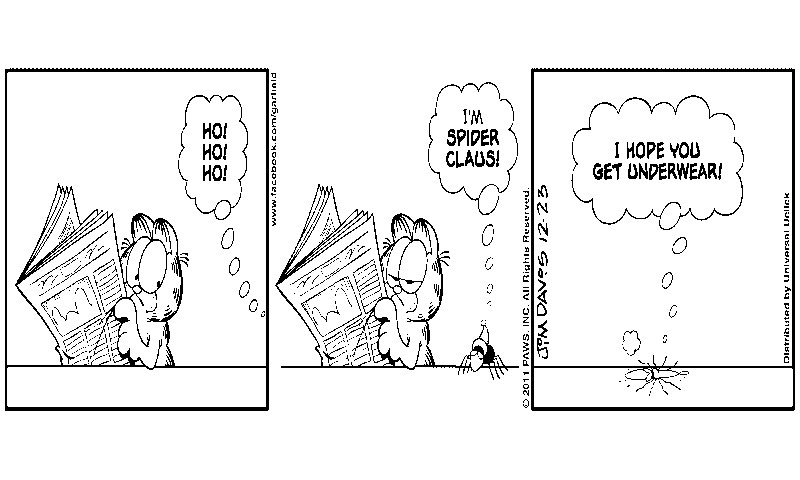 HO!
HO!
HO!
www.facebook.com/garfield
I'M
SPIDER
CLAUS!
© 2011 PAWS, INC. All Rights Reserved.
JIM DAVIS 12-23
I HOPE YOU
GET UNDERWEAR!
Distributed by Universal Uclick